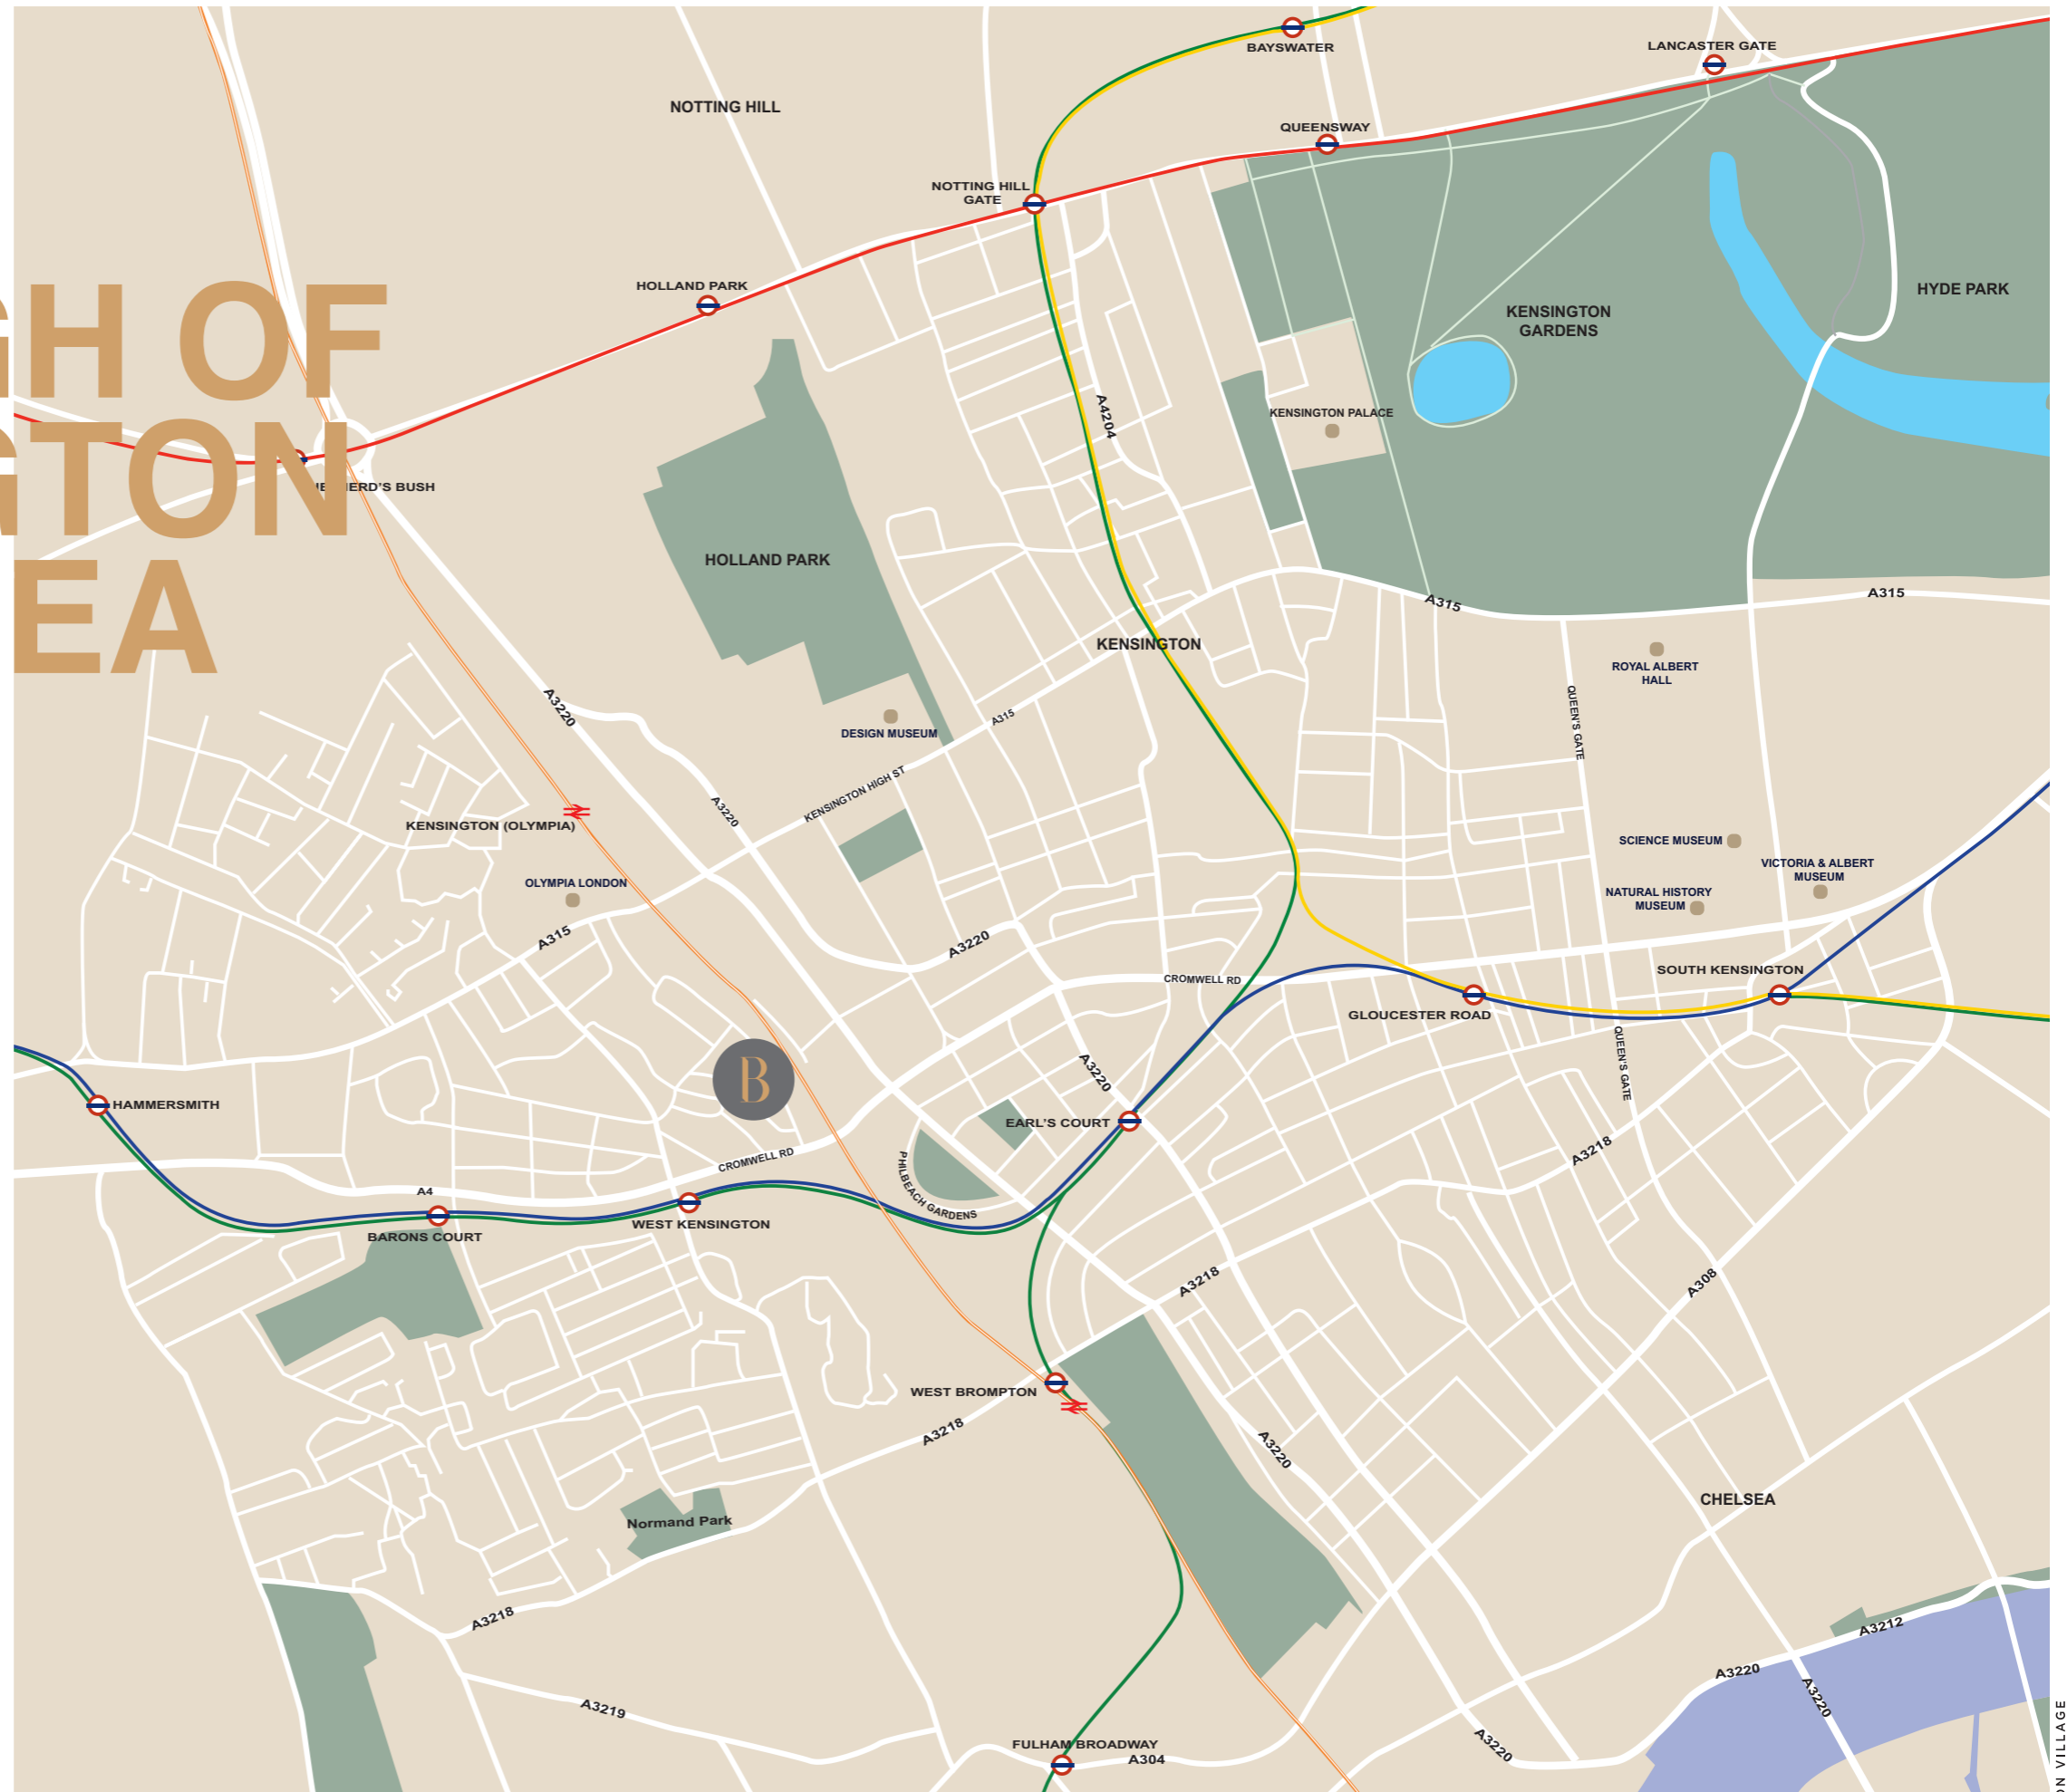 BAYSWATER
LANCASTER GATE
NOTTING HILL
QUEENSWAY
NOTTING HILL
GATE
HOLLAND PARK
HYDE PARK
KENSINGTON
GARDENS
GH OF
GTON
EA
A4204
KENSINGTON PALACE
SHEPHERD'S BUSH
HOLLAND PARK
A315
A315
KENSINGTON
ROYAL ALBERT
HALL
A3220
QUEEN'S GATE
DESIGN MUSEUM
A315
KENSINGTON HIGH ST
A3220
KENSINGTON (OLYMPIA)
SCIENCE MUSEUM
VICTORIA & ALBERT
MUSEUM
OLYMPIA LONDON
NATURAL HISTORY
MUSEUM
A315
A3220
CROMWELL RD
SOUTH KENSINGTON
GLOUCESTER ROAD
QUEEN'S GATE
B
A3220
HAMMERSMITH
EARL'S COURT
A3218
CROMWELL RD
PHILBEACH GARDENS
A4
WEST KENSINGTON
BARONS COURT
A3218
A308
WEST BROMPTON
A3218
A3220
CHELSEA
Normand Park
A3218
A3212
A3220
A3220
A3219
FULHAM BROADWAY
A304
A3220
ON VILLAGE